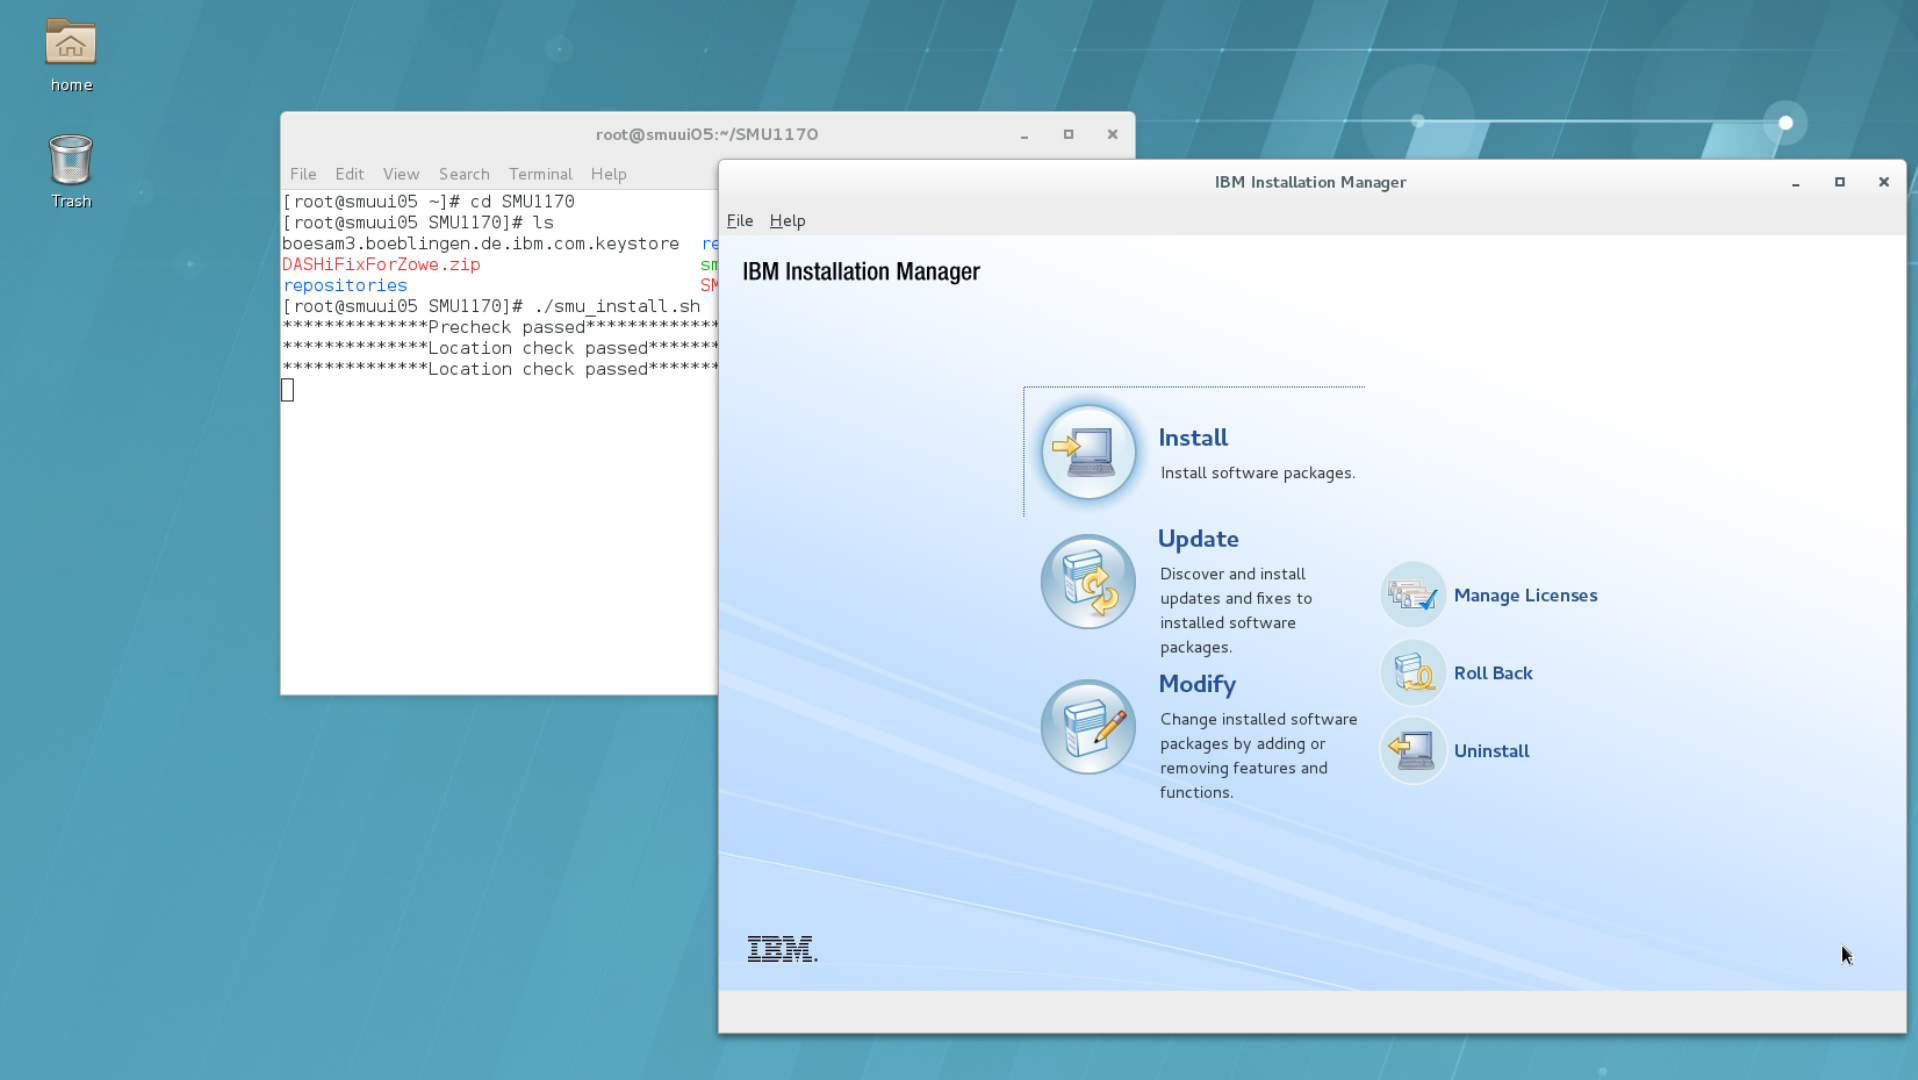 home
Trash
root@smuui05:~/SMU1170
File Edit View Search Terminal Help
[root@smuui05 ~]# cd SMU1170
[root@smuui05 SMU1170]# ls
boesam3.boeblingen.de.ibm.com.keystore re
DASHiFixForZowe.zip sm
repositories SM
[root@smuui05 SMU1170]# ./smu_install.sh
**************Precheck passed*************
**************Location check passed*******
**************Location check passed*******
IBM Installation Manager
File Help
IBM Installation Manager
Install
Install software packages.
Update
Discover and install
updates and fixes to
installed software
packages.
Modify
Change installed software
packages by adding or
removing features and
functions.
Manage Licenses
Roll Back
Uninstall
IBM.